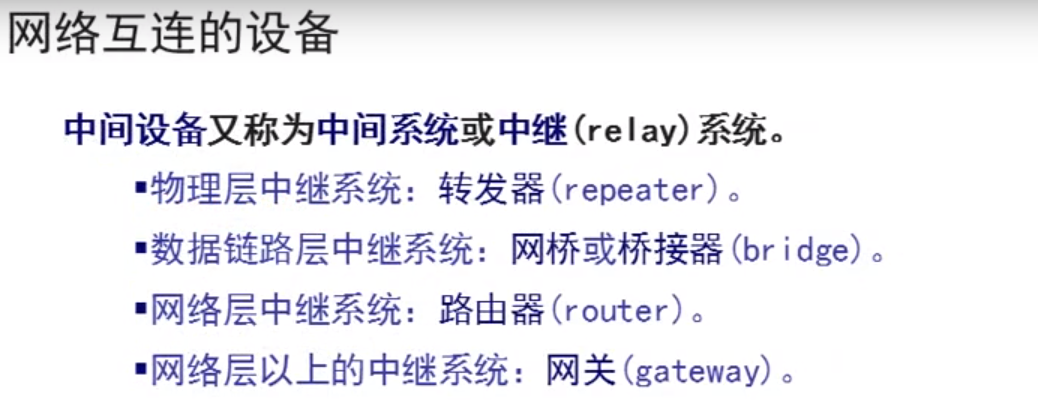 网络互连的设备
中间设备又称为中间系统或中继(relay)系统。
▪物理层中继系统：转发器(repeater)。
▪数据链路层中继系统：网桥或桥接器(bridge)。
▪网络层中继系统：路由器(router)。
▪网络层以上的中继系统：网关(gateway)。